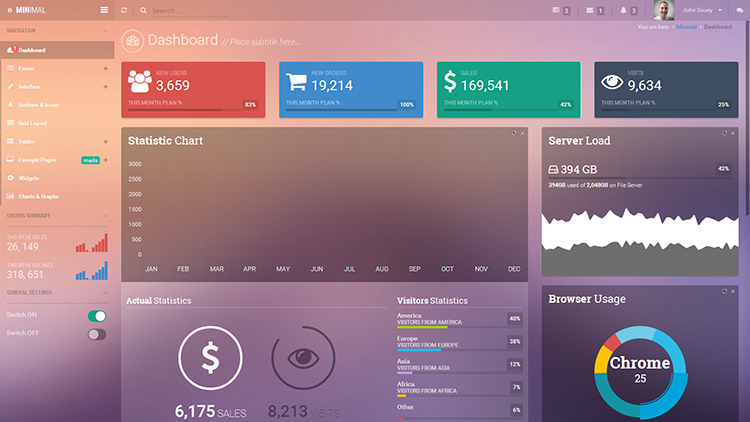 MINIMAL
Search...
2
1
3
John Douey
NAVIGATION
Dashboard
Forms
Interface
Buttons & Icons
Grid Layout
Tables
Example Pages
mails
Widgets
Charts & Graphs
ORDERS SUMMARY
THIS WEEK SALES
26, 149
THIS WEEK BALANCE
318, 651
GENERAL SETTINGS
Switch ON
Switch OFF
Dashboard // Place subtitle here...
You are here
Minimal
Dashboard
NEW USERS
3,659
THIS MONTH PLAN %
83%
NEW ORDERS
19,214
THIS MONTH PLAN %
100%
SALES
169,541
THIS MONTH PLAN %
42%
VISITS
9,634
THIS MONTH PLAN %
25%
Statistic Chart
3000
2500
2000
1500
1000
500
0
JAN FEB MAR APR MAY JUN JUL AUG SEP OCT NOV DEC
Actual Statistics
6,175 SALES
8,213 VISITS
Visitors Statistics
America
VISITORS FROM AMERICA
40%
Europe
VISITORS FROM EUROPE
38%
Asia
VISITORS FROM ASIA
12%
Africa
VISITORS FROM AFRICA
7%
Other
6%
Server Load
394 GB
42%
394GB used of 2,048GB on File Server
Browser Usage
Chrome
25